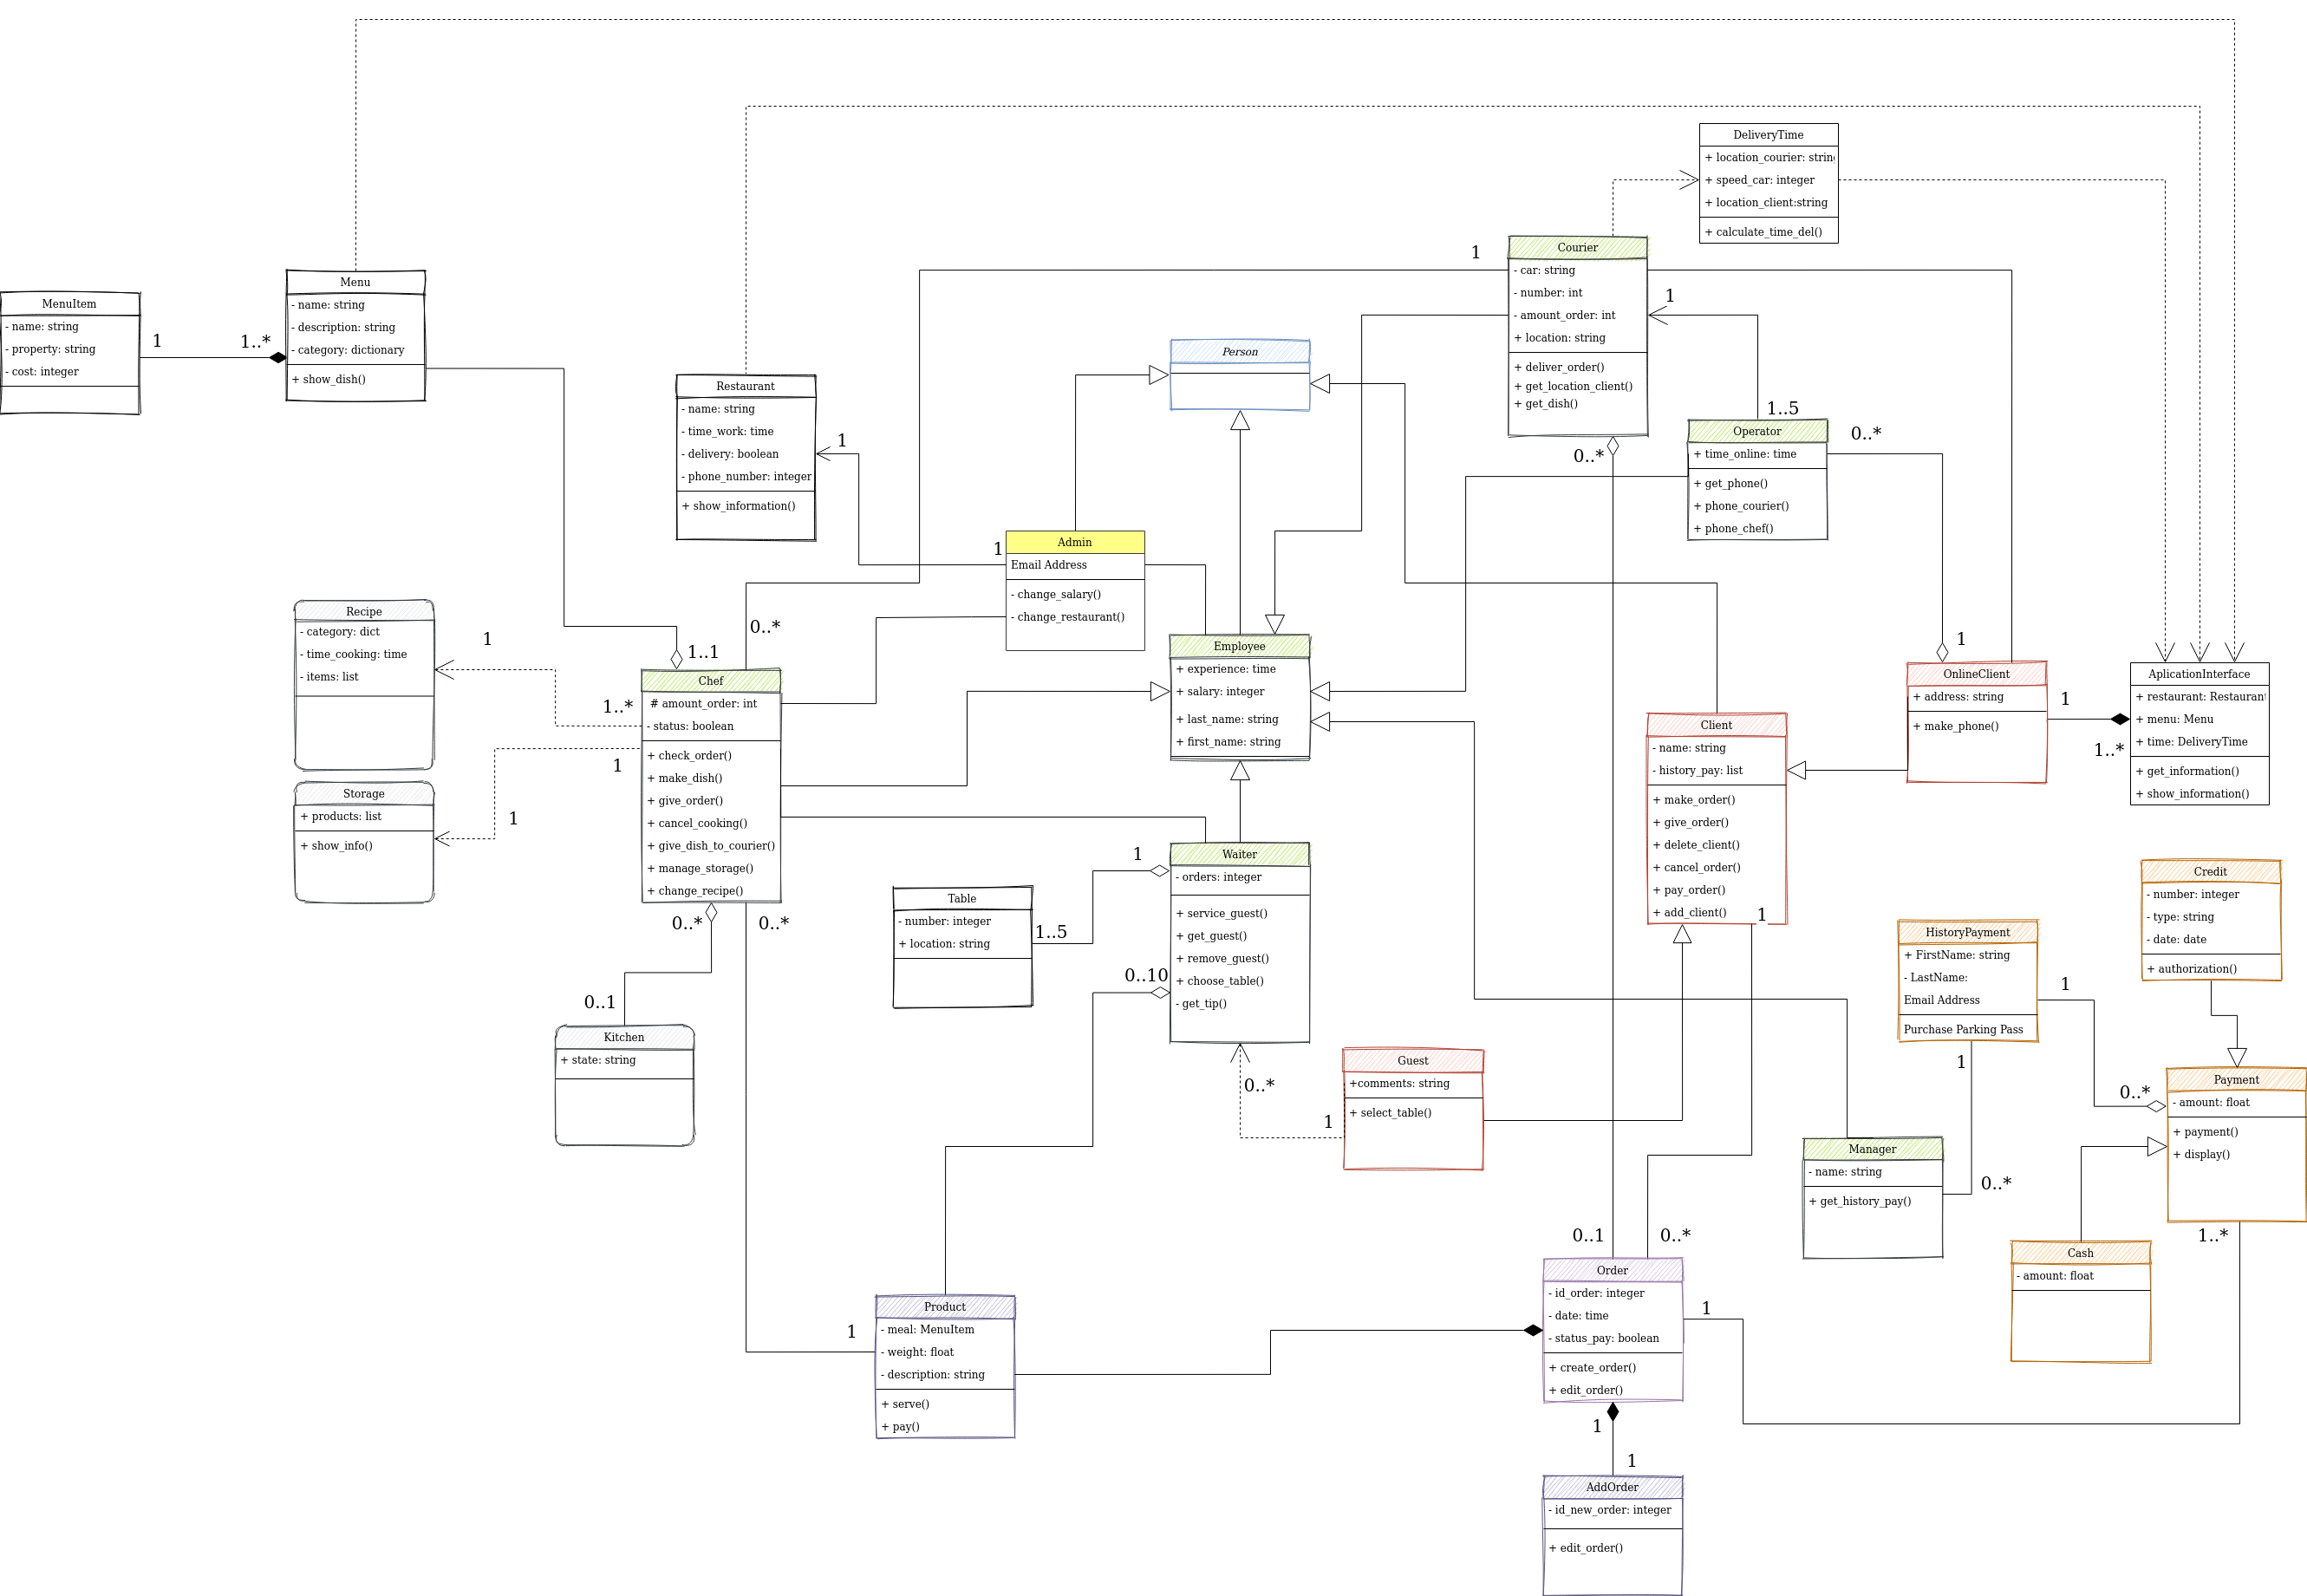 DeliveryTime
+ location_courier: strin
+ speed_car: integer
+ location_client:string
+ calculate_time_del()
1
Courier
- car: string
- number: int
- amount_order: int
+ location: string
+ deliver_order()
+ get_location_client()
+ get_dish()
1
0..*
1..5
0..*
Operator
+ time_online: time
+ get_phone()
+ phone_courier()
+ phone_chef()
Menu
- name: string
- description: string
- category: dictionary
+ show_dish()
MenuItem
- name: string
- property: string
- cost: integer
1
1..*
Person
Restaurant
- name: string
- time_work: time
- delivery: boolean
- phone_number: integer
+ show_information()
1
1
Admin
Email Address
- change_salary()
- change_restaurant()
Recipe
- category: dict
- time_cooking: time
- items: list
1
1..*
1..1
0..*
Chef
# amount_order: int
- status: boolean
+ check_order()
+ make_dish()
+ give_order()
+ cancel_cooking()
+ give_dish_to_courier()
+ manage_storage()
+ change_recipe()
1
1
Storage
+ products: list
+ show_info()
Employee
+ experience: time
+ salary: integer
+ last_name: string
+ first_name: string
1
OnlineClient
+ address: string
+ make_phone()
1
1..*
AplicationInterface
+ restaurant: Restauran
+ menu: Menu
+ time: DeliveryTime
+ get_information()
+ show_information()
Client
- name: string
- history_pay: list
+ make_order()
+ give_order()
+ delete_client()
+ cancel_order()
+ pay_order()
+ add_client()
1
Waiter
- orders: integer
+ service_guest()
+ get_guest()
+ remove_guest()
+ choose_table()
- get_tip()
1
1..5
0..10
0..*
Table
- number: integer
+ location: string
0..*
0..*
0..1
Kitchen
+ state: string
Guest
+comments: string
+ select_table()
1
Credit
- number: integer
- type: string
- date: date
+ authorization()
HistoryPayment
+ FirstName: string
- LastName:
Email Address
Purchase Parking Pass
1
1
0..*
0..*
Payment
- amount: float
+ payment()
+ display()
1..*
Manager
- name: string
+ get_history_pay()
Cash
- amount: float
0..1
0..*
Order
- id_order: integer
- date: time
- status_pay: boolean
+ create_order()
+ edit_order()
1
1
1
Product
- meal: MenuItem
- weight: float
- description: string
+ serve()
+ pay()
1
AddOrder
- id_new_order: integer
+ edit_order()